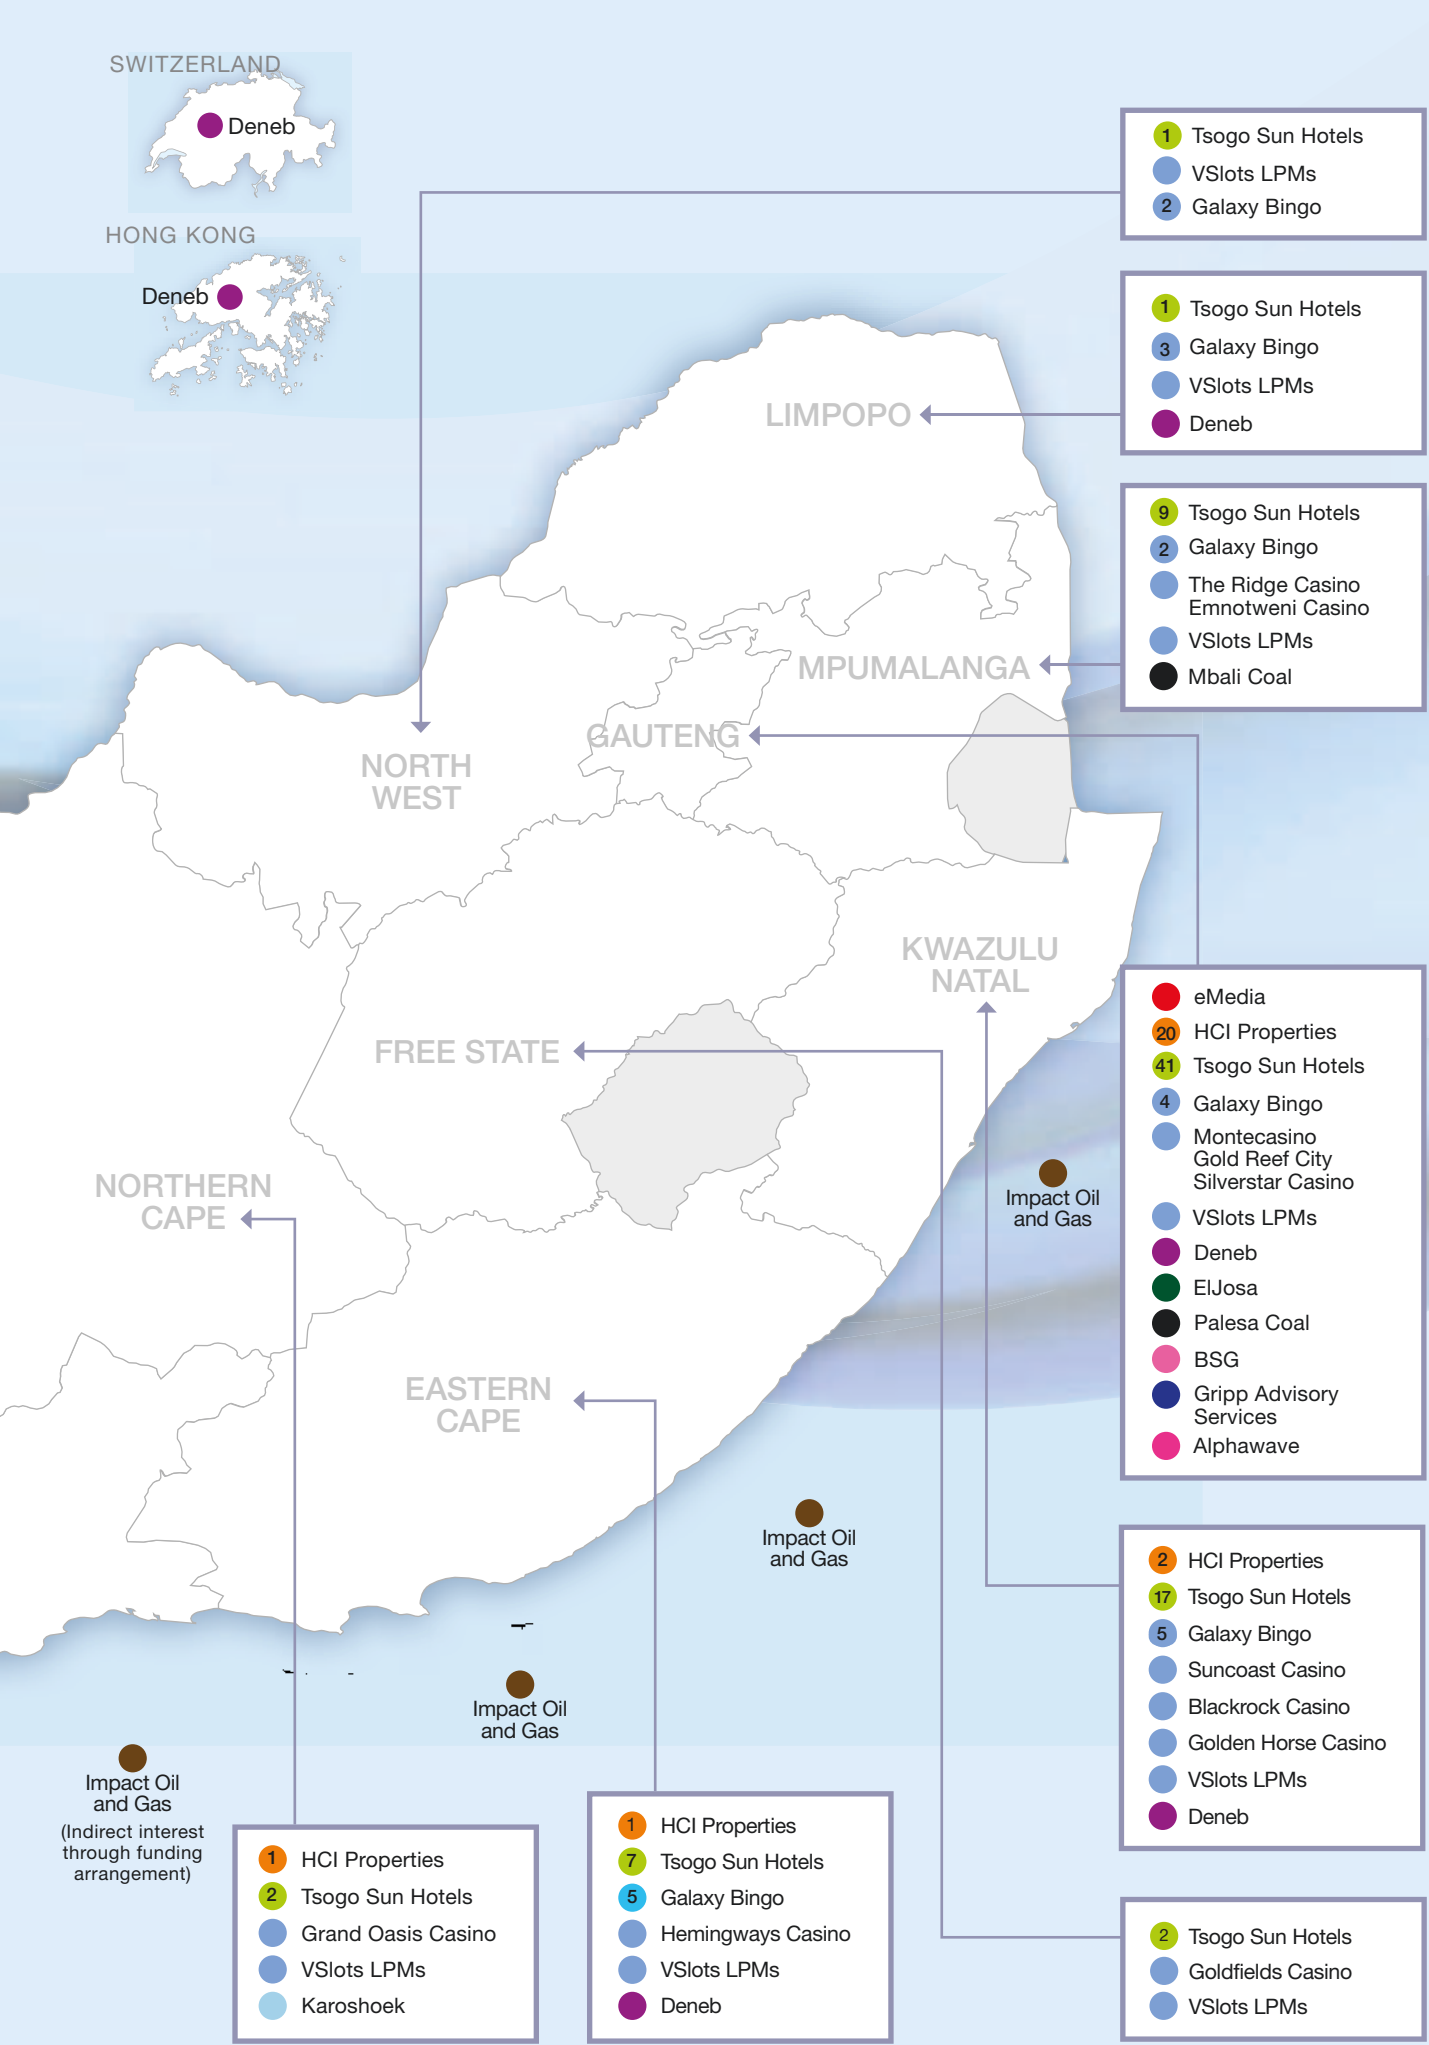 SWITZERLAND
Deneb
HONG KONG
Deneb
1 Tsogo Sun Hotels
VSlots LPMs
2 Galaxy Bingo
1 Tsogo Sun Hotels
3 Galaxy Bingo
VSlots LPMs
Deneb
LIMPOPO
9 Tsogo Sun Hotels
2 Galaxy Bingo
The Ridge Casino
Emnotweni Casino
VSlots LPMs
Mbali Coal
MPUMALANGA
GAUTENG
NORTH
WEST
KWAZULU
NATAL
FREE STATE
eMedia
20 HCI Properties
41 Tsogo Sun Hotels
4 Galaxy Bingo
Montecasino
Gold Reef City
Silverstar Casino
VSlots LPMs
Deneb
ElJosa
Palesa Coal
BSG
Gripp Advisory
Services
Alphawave
NORTHERN
CAPE
Impact Oil
and Gas
EASTERN
CAPE
Impact Oil
and Gas
2 HCI Properties
17 Tsogo Sun Hotels
5 Galaxy Bingo
Suncoast Casino
Blackrock Casino
Golden Horse Casino
VSlots LPMs
Deneb
Impact Oil
and Gas
Impact Oil
and Gas
(Indirect interest
through funding
arrangement)
1 HCI Properties
2 Tsogo Sun Hotels
Grand Oasis Casino
VSlots LPMs
Karoshoek
1 HCI Properties
7 Tsogo Sun Hotels
5 Galaxy Bingo
Hemingways Casino
VSlots LPMs
Deneb
2 Tsogo Sun Hotels
Goldfields Casino
VSlots LPMs